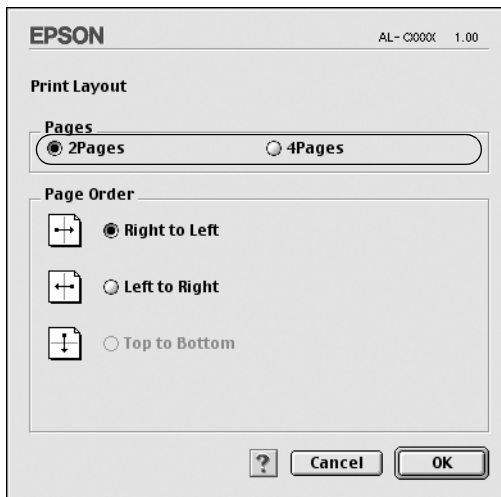 EPSON AL-CXXXX 1.00
Print Layout
Pages
2Pages 4Pages
Page Order
Right to Left
Left to Right
Top to Bottom
? Cancel OK